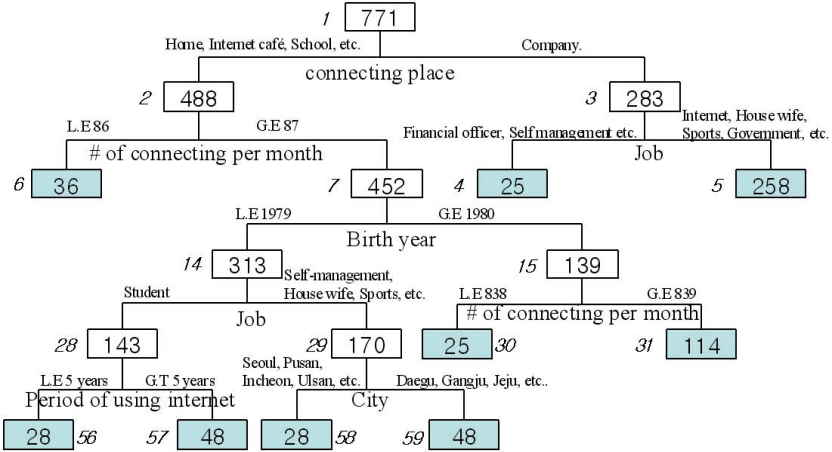 1 771
Home, Internet café, School, etc. Company.
connecting place
2 488 3 283
L.E 86 G.E 87 Financial officer, Self management etc. Internet, House wife,
Sports, Government, etc.
# of connecting per month Job
6 36 7 452 4 25 5 258
L.E 1979 G.E 1980
Birth year
14 313 15 139
Student Self-management,
House wife, Sports, etc. L.E 838 G.E 839
Job # of connecting per month
28 143 29 170 25 30 31 114
L.E 5 years G.T 5 years Seoul, Pusan,
Incheon, Ulsan, etc. Daegu, Gangju, Jeju, etc..
Period of using internet City
28 56 57 48 28 58 59 48